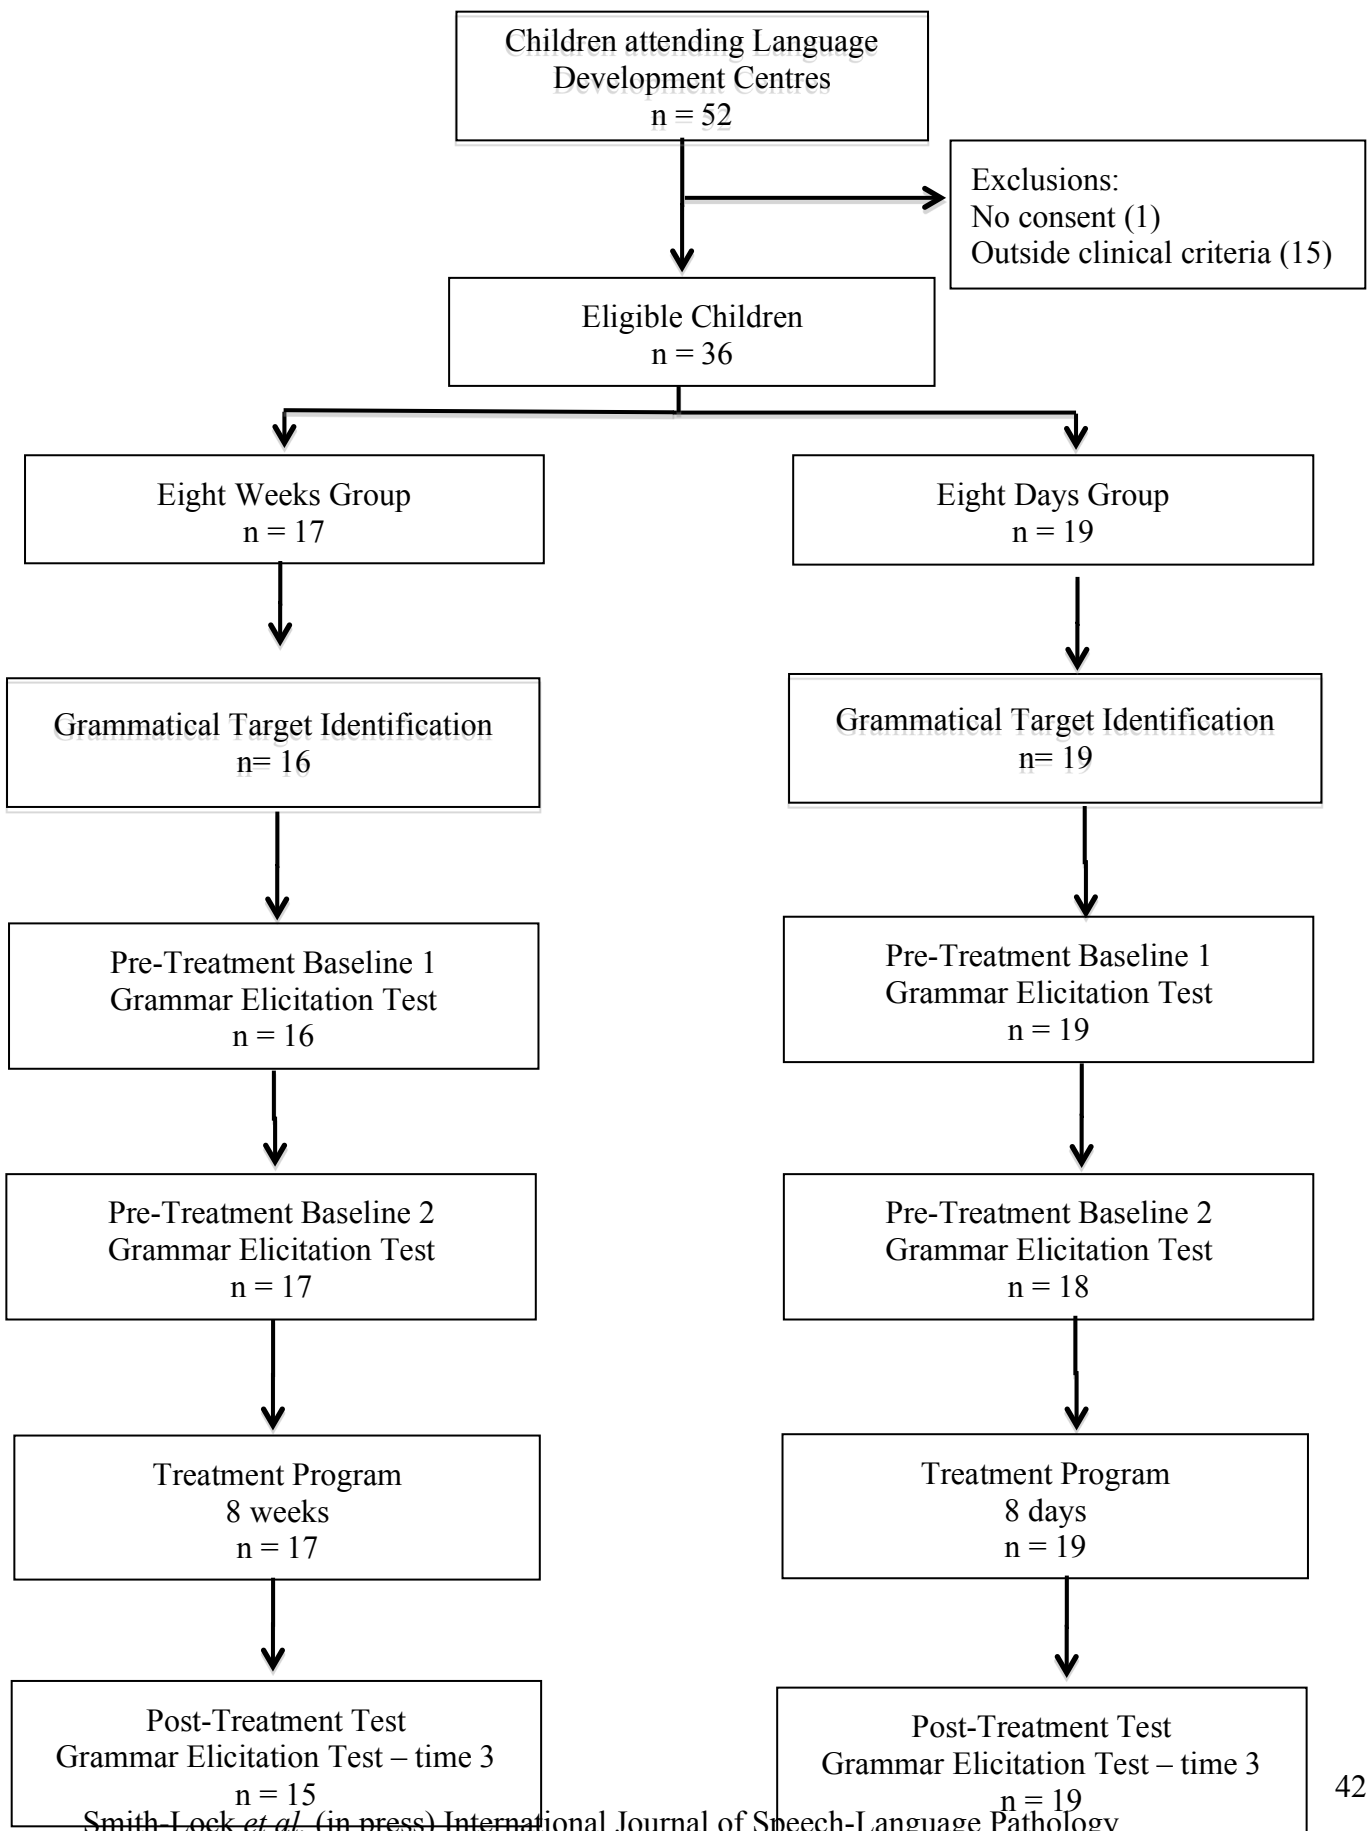 Children attending Language
Development Centres
n = 52
Exclusions:
No consent (1)
Outside clinical criteria (15)
Eligible Children
n = 36
Eight Weeks Group
n = 17
Eight Days Group
n = 19
Grammatical Target Identification
n= 16
Grammatical Target Identification
n= 19
Pre-Treatment Baseline 1
Grammar Elicitation Test
n = 16
Pre-Treatment Baseline 1
Grammar Elicitation Test
n = 19
Pre-Treatment Baseline 2
Grammar Elicitation Test
n = 17
Pre-Treatment Baseline 2
Grammar Elicitation Test
n = 18
Treatment Program
8 weeks
n = 17
Treatment Program
8 days
n = 19
Post-Treatment Test
Grammar Elicitation Test – time 3
n = 15
Post-Treatment Test
Grammar Elicitation Test – time 3
n = 19
42
Smith-Lock et al. (in press) International Journal of Speech-Language Pathology